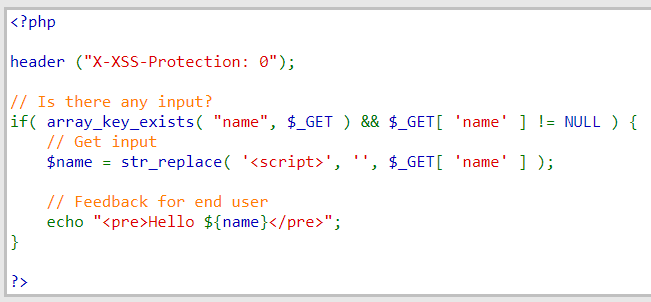 <?php
header ("X-XSS-Protection: 0");
// Is there any input?
if( array_key_exists( "name", $_GET ) && $_GET[ 'name' ] != NULL ) {
// Get input
$name = str_replace( '<script>', '', $_GET[ 'name' ] );
// Feedback for end user
echo "<pre>Hello ${name}</pre>";
}
?>